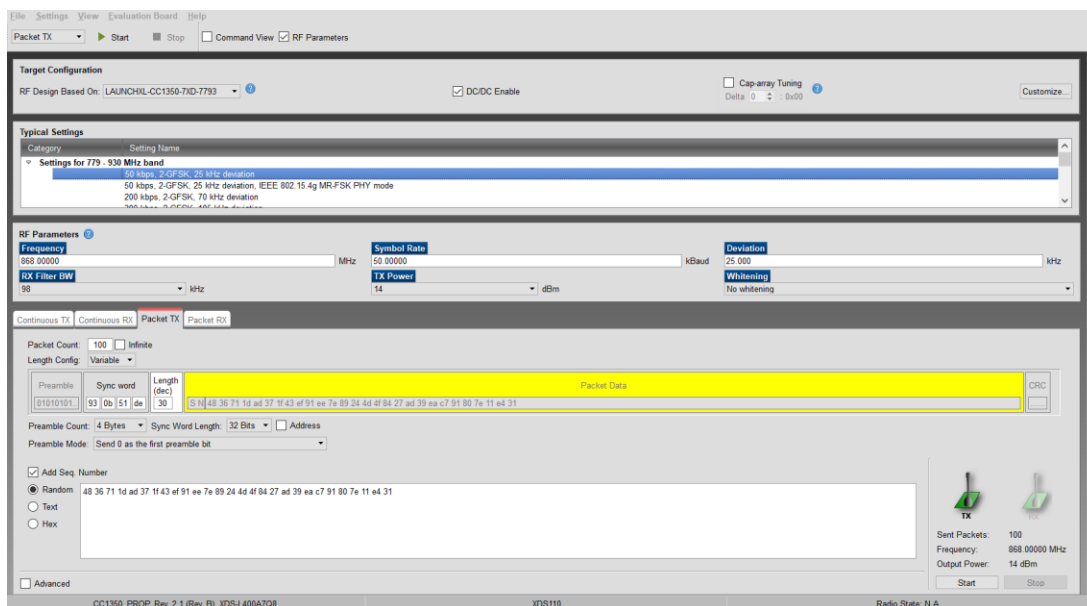 File Settings View Evaluation Board Help
Packet TX Start Stop Command View RF Parameters
Target Configuration
RF Design Based On: LAUNCHXL-CC1350-7XD-7793 DC/DC Enable Cap-array Tuning Customize...
Delta 0 : 0x00
Typical Settings
Category Setting Name
Settings for 779 - 930 MHz band
50 kbps, 2-GFSK, 25 kHz deviation
50 kbps, 2-GFSK, 25 kHz deviation, IEEE 802.15.4g MR-FSK PHY mode
200 kbps, 2-GFSK, 70 kHz deviation
RF Parameters
Frequency Symbol Rate Deviation
868.00000 MHz 50.00000 kBaud 25.000 kHz
RX Filter BW TX Power Whitening
98 kHz 14 dBm No whitening
Continuous TX Continuous RX Packet TX Packet RX
Packet Count: 100 Infinite
Length Config: Variable
Preamble Sync word Length (dec) Packet Data CRC
01010101.. 93 0b 51 de 30 S N 48 36 71 1d ad 37 1f 43 ef 91 ee 7e 89 24 4d 4f 84 27 ad 39 ea c7 91 80 7e 11 e4 31
Preamble Count: 4 Bytes Sync Word Length: 32 Bits Address
Preamble Mode: Send 0 as the first preamble bit
Add Seq. Number
Random 48 36 71 1d ad 37 1f 43 ef 91 ee 7e 89 24 4d 4f 84 27 ad 39 ea c7 91 80 7e 11 e4 31
Text
Hex
TX RX
Sent Packets: 100
Frequency: 868.00000 MHz
Output Power: 14 dBm
Advanced Start Stop
CC1350, PROP, Rev. 2.1 (Rev. B), XDS-L400A7Q8 XDS110 Radio State: N.A.